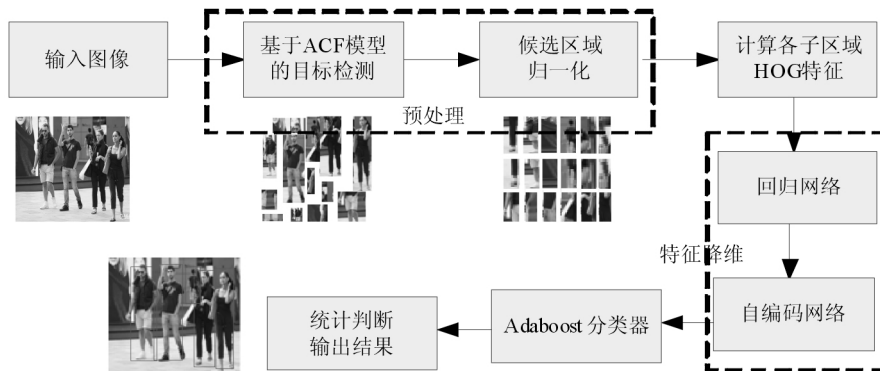 输入图像
基于ACF模型
的目标检测
候选区域
归一化
计算各子区域
HOG特征
预处理
回归网络
特征降维
自编码网络
Adaboost 分类器
统计判断
输出结果